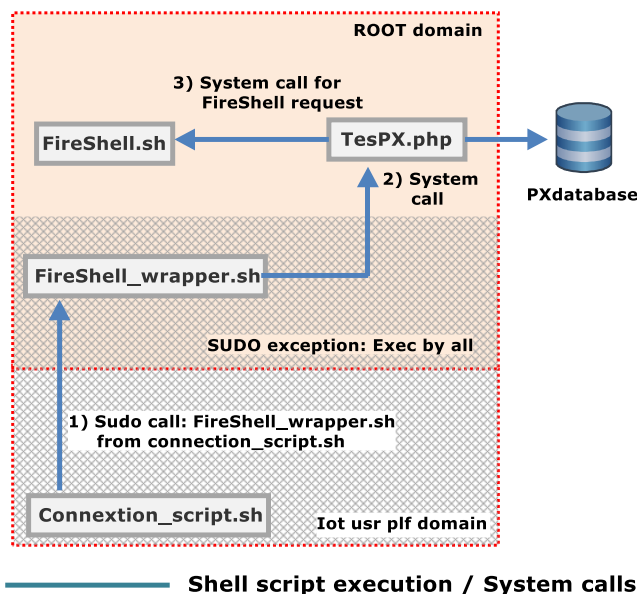 ROOT domain
3) System call for
FireShell request
FireShell.sh
TesPX.php
PXdatabase
2) System
call
FireShell_wrapper.sh
SUDO exception: Exec by all
1) Sudo call: FireShell_wrapper.sh
from connection_script.sh
Connextion_script.sh
Iot usr plf domain
Shell script execution / System calls